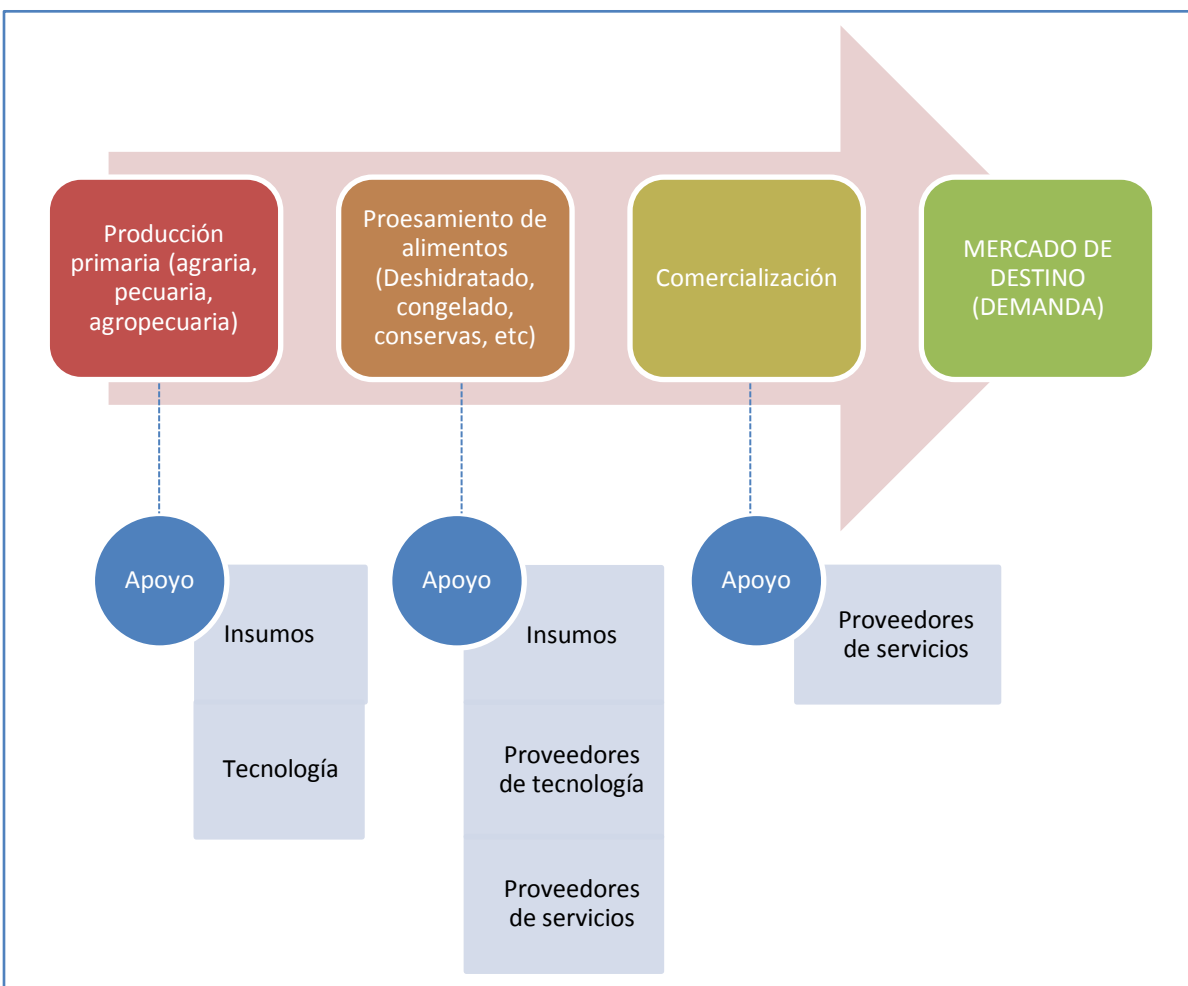 Producción
primaria (agraria,
pecuaria,
agropecuaria)
Proesamiento de
alimentos
(Deshidratado,
congelado,
conservas, etc)
Comercialización
MERCADO DE
DESTINO
(DEMANDA)
Apoyo
Insumos
Tecnología
Apoyo
Insumos
Proveedores
de tecnología
Proveedores
de servicios
Apoyo
Proveedores
de servicios